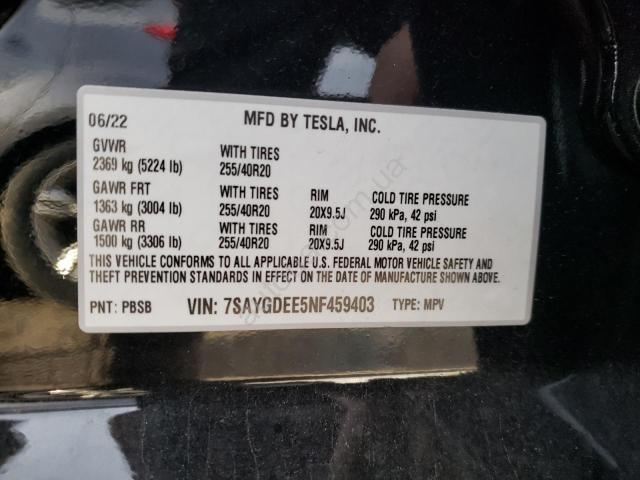 06/22 MFD BY TESLA, INC.
GVWR WITH TIRES
2369 kg (5224 lb) 255/40R20
GAWR FRT WITH TIRES RIM COLD TIRE PRESSURE
1363 kg (3004 lb) 255/40R20 20X9.5J 290 kPa, 42 psi
GAWR RR WITH TIRES RIM COLD TIRE PRESSURE
1500 kg (3306 lb) 255/40R20 20X9.5J 290 kPa, 42 psi
THIS VEHICLE CONFORMS TO ALL APPLICABLE U.S. FEDERAL MOTOR VEHICLE SAFETY AND
THEFT PREVENTION STANDARDS IN EFFECT ON THE DATE OF MANUFACTURE SHOWN ABOVE.
PNT: PBSB VIN: 7SAYGDEE5NF459403 TYPE: MPV